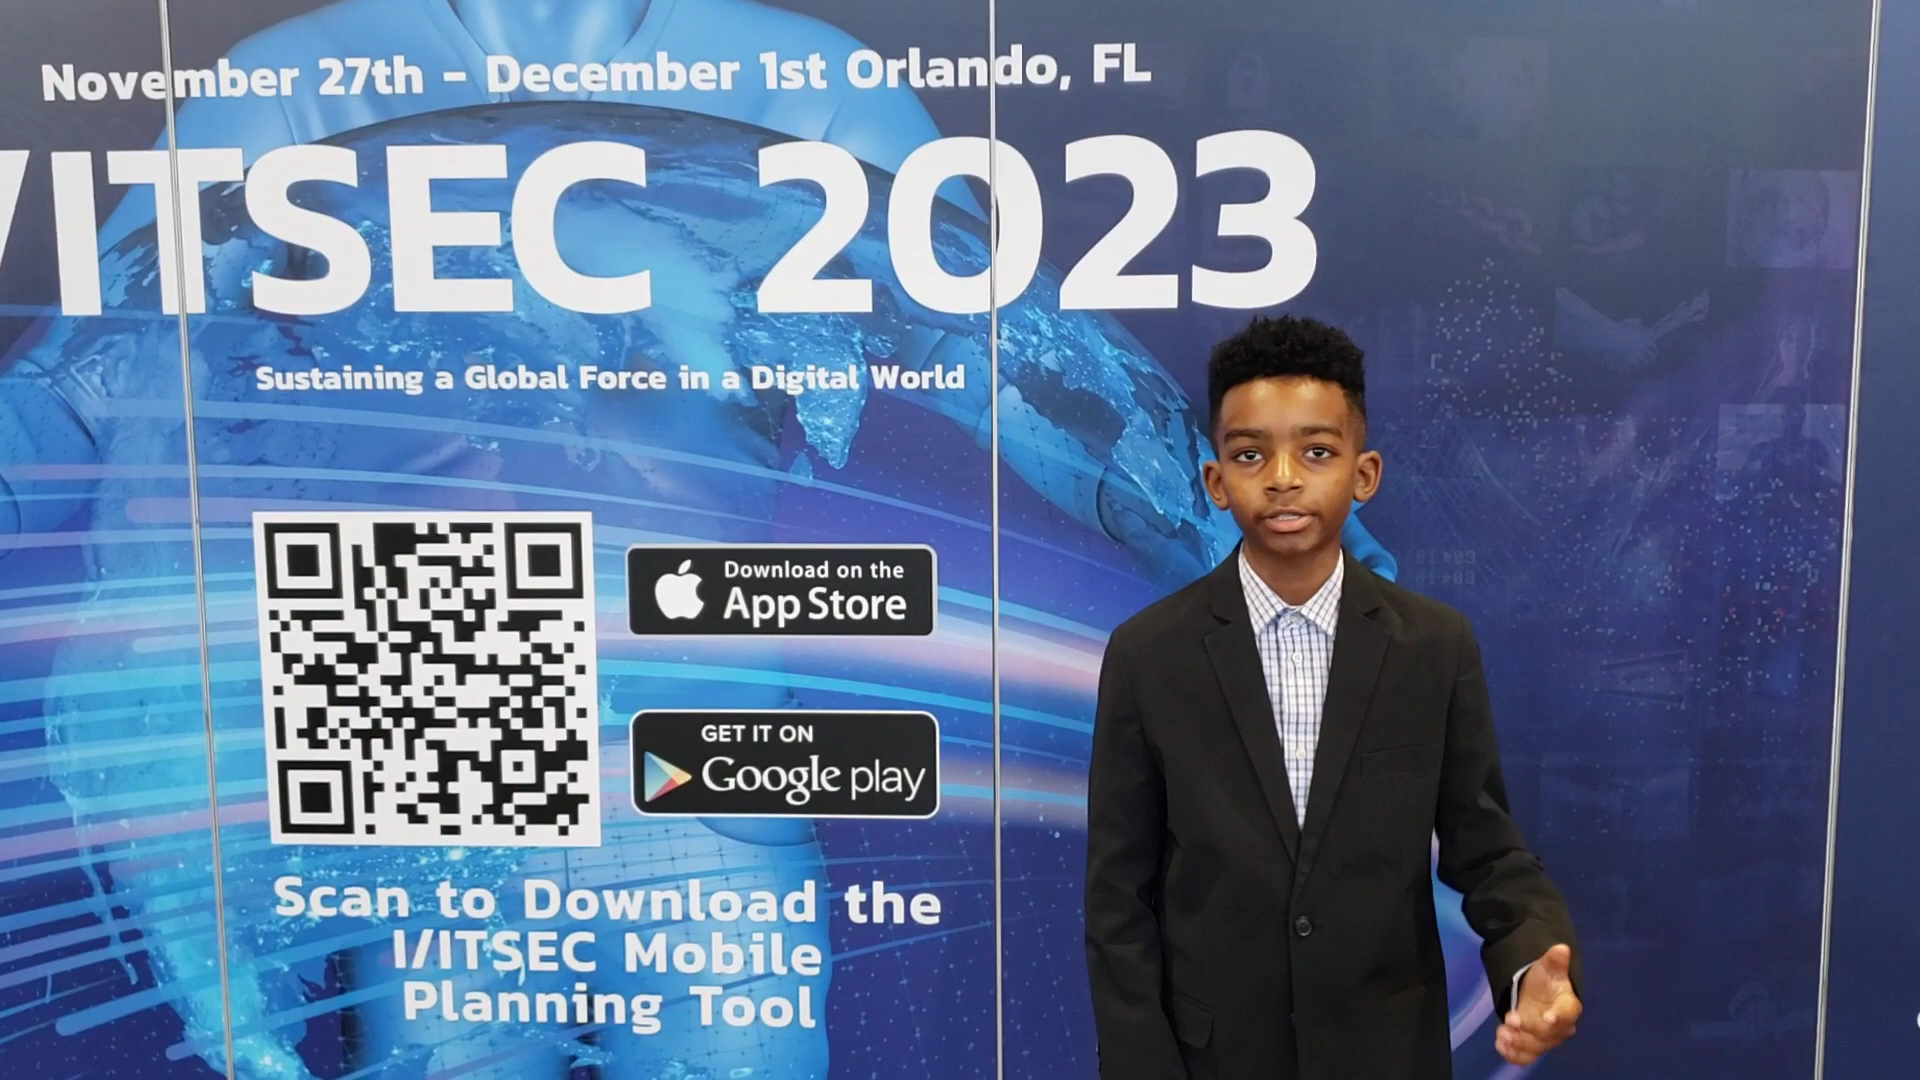 November 27th - December 1st Orlando, FL
/ITSEC 2023
Sustaining a Global Force in a Digital World
Download on the
App Store
GET IT ON
Google play
Scan to Download the
I/ITSEC Mobile
Planning Tool